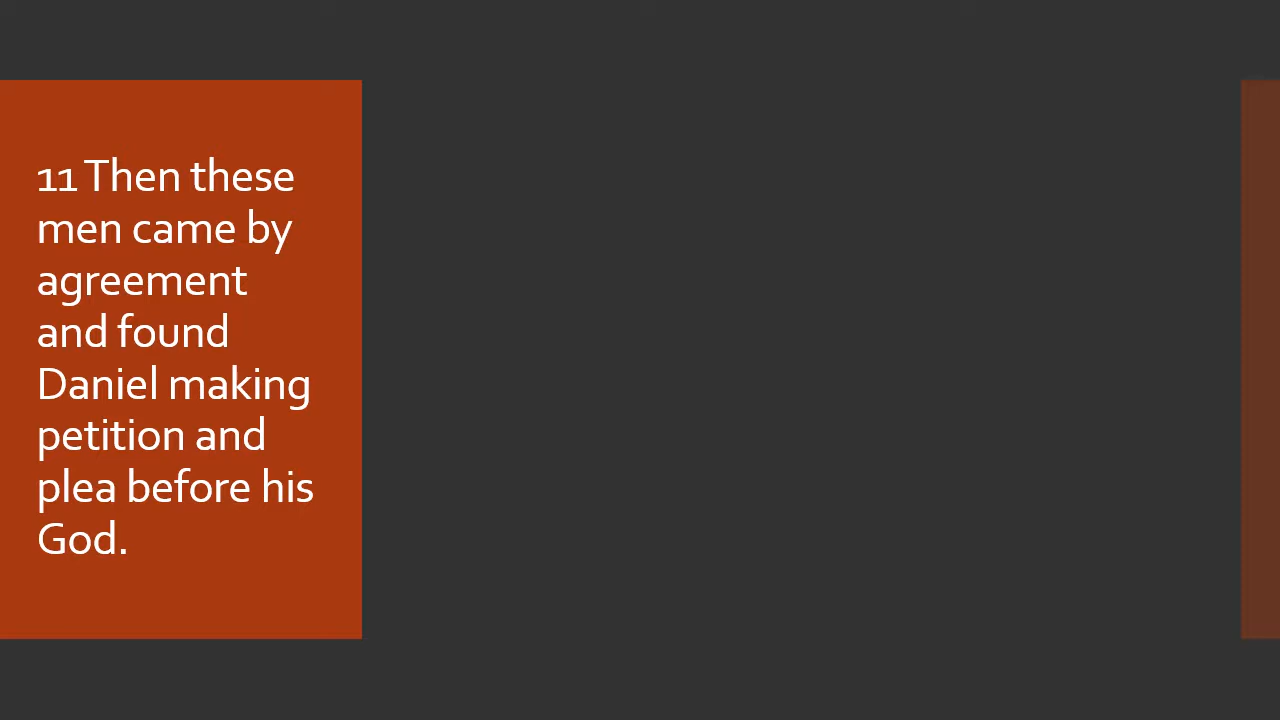 11 Then these
men came by
agreement
and found
Daniel making
petition and
plea before his
God.